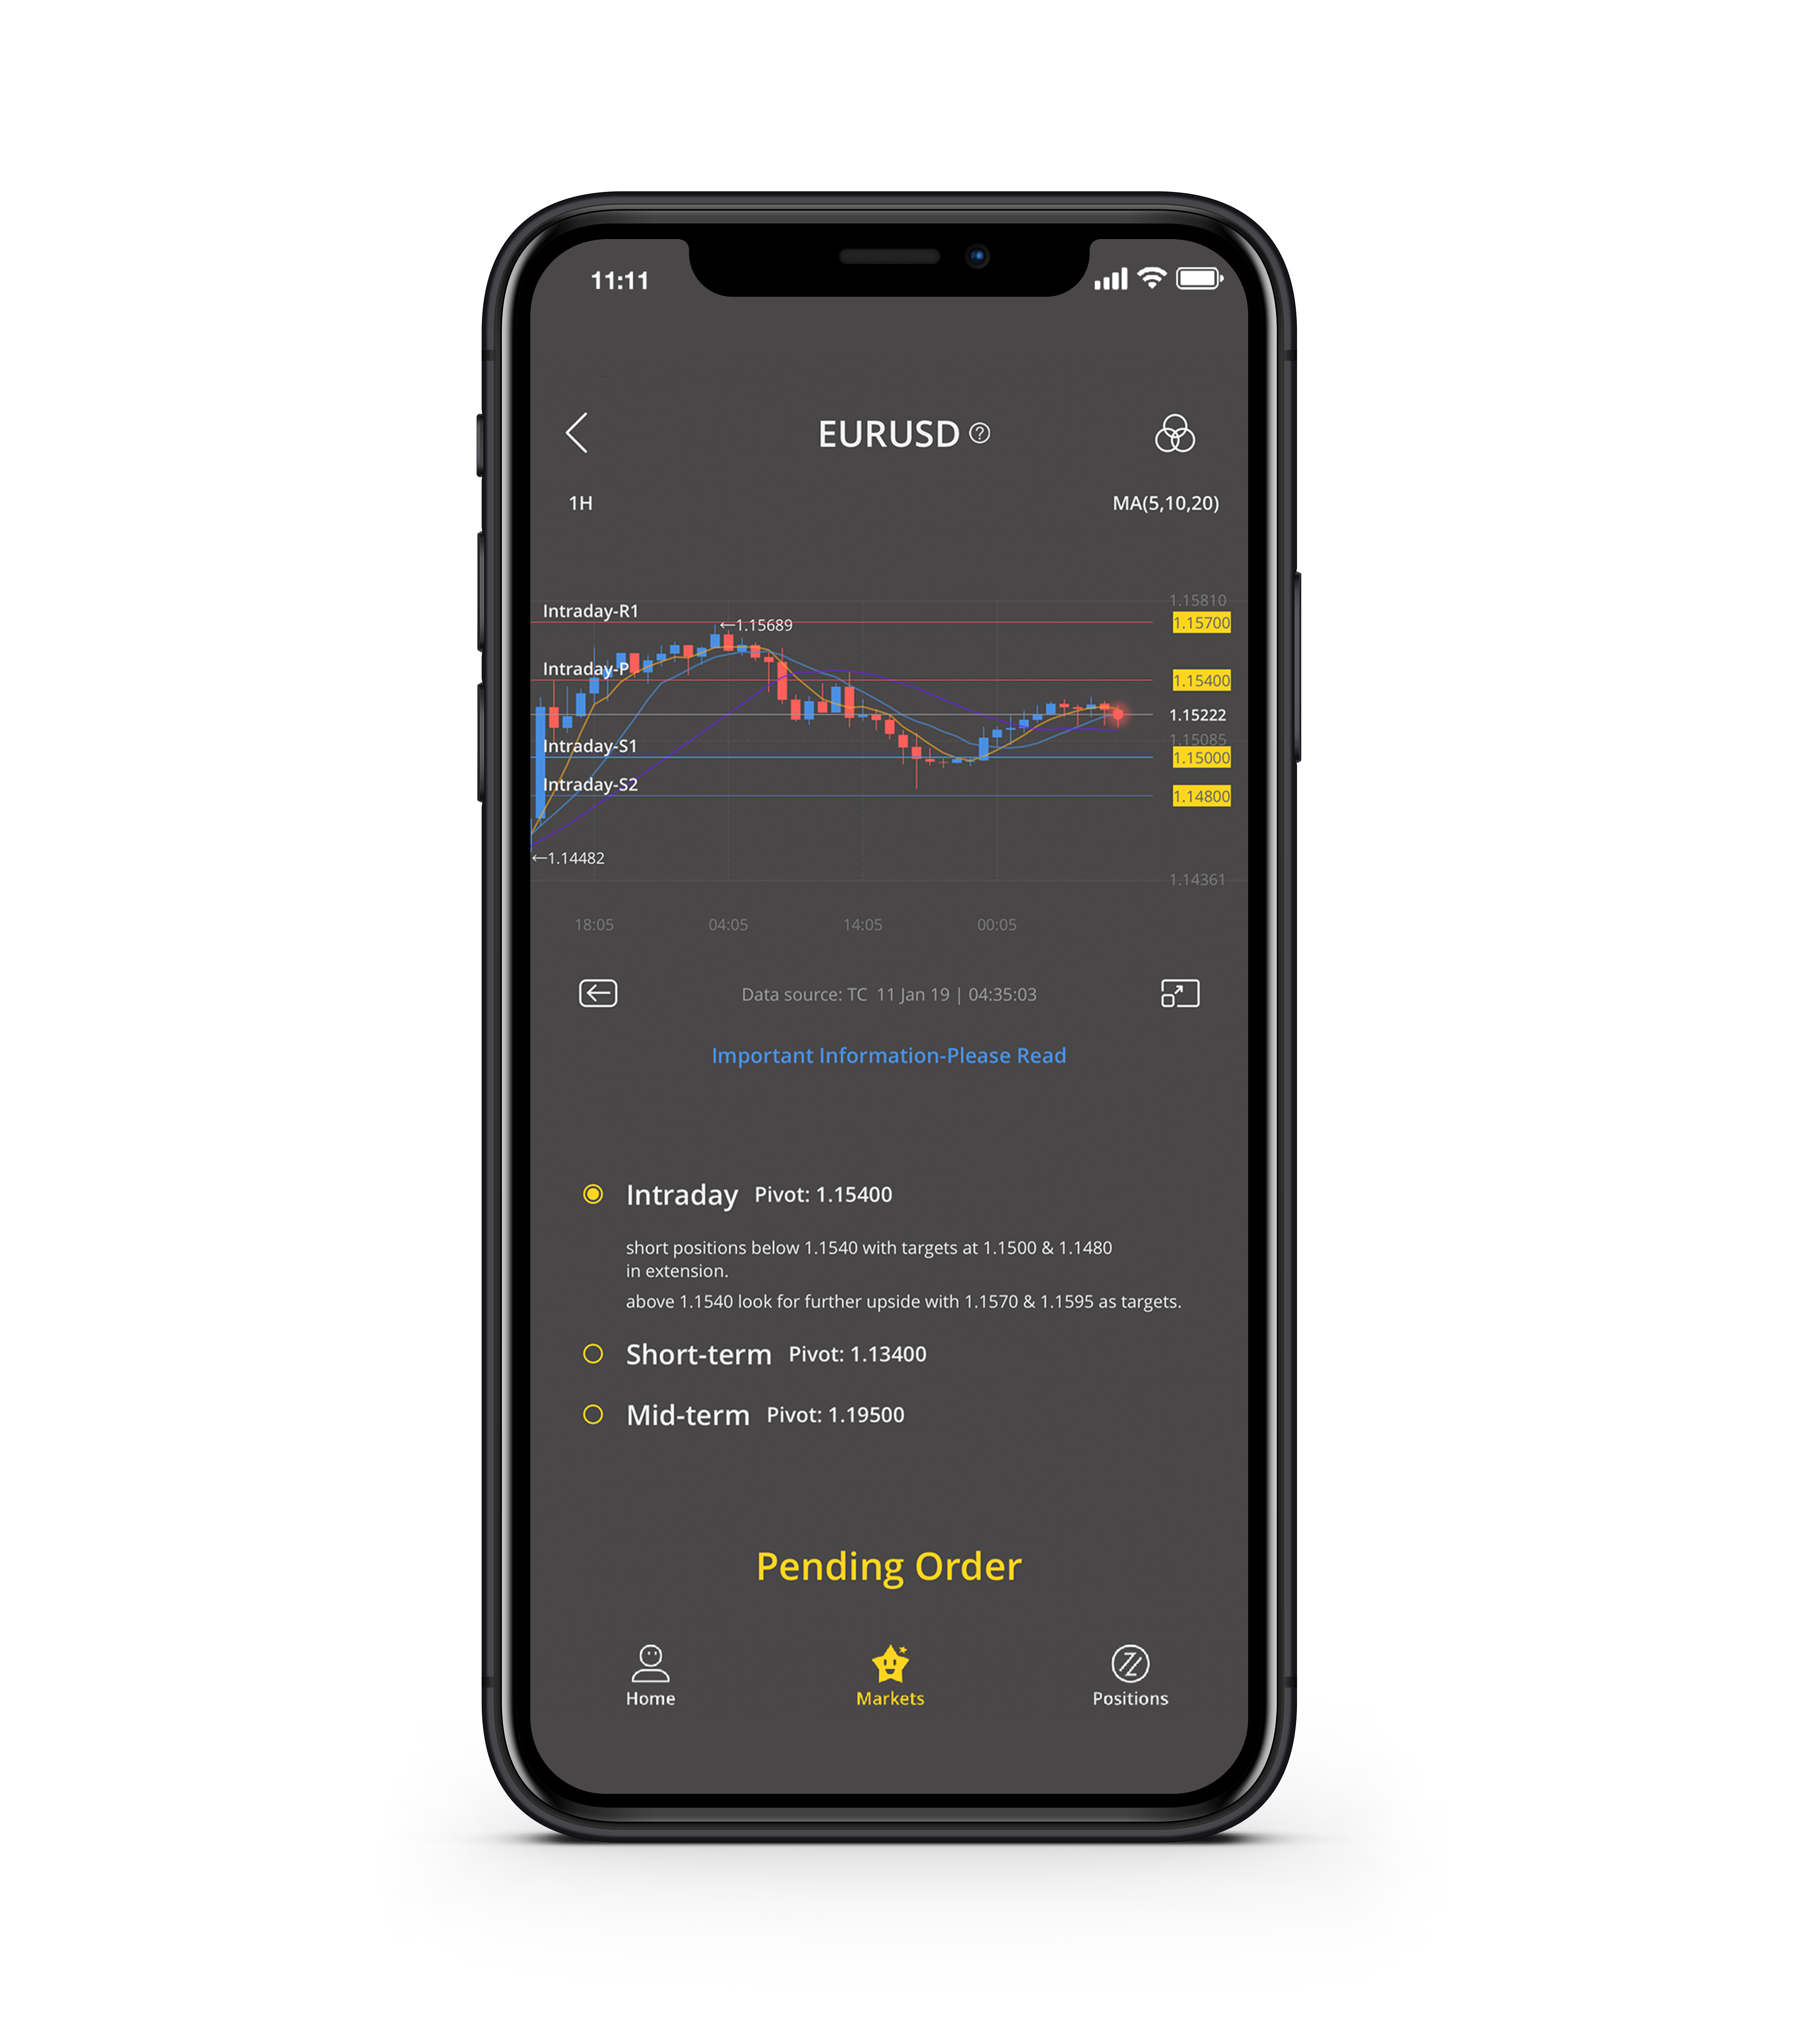 11:11
EURUSD
1H
MA(5,10,20)
1.15810
Intraday-R1
1.15700
←1.15689
Intraday-P
1.15400
1.15222
1.15085
Intraday-S1
1.15000
Intraday-S2
1.14800
←1.14482
1.14361
18:05 04:05 14:05 00:05
Data source: TC 11 Jan 19 | 04:35:03
Important Information-Please Read
Intraday Pivot: 1.15400
short positions below 1.1540 with targets at 1.1500 & 1.1480
in extension.
above 1.1540 look for further upside with 1.1570 & 1.1595 as targets.
Short-term Pivot: 1.13400
Mid-term Pivot: 1.19500
Pending Order
Home Markets Positions